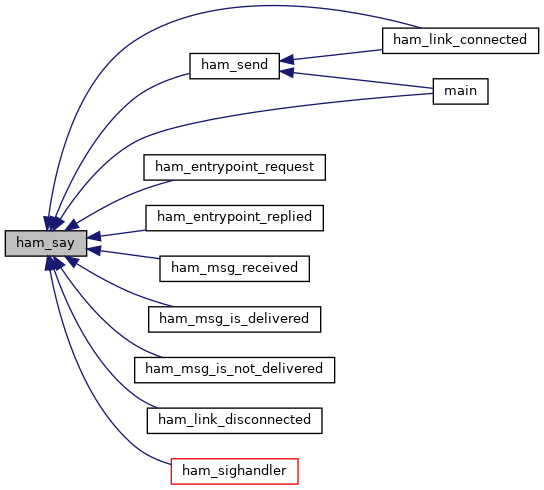 ham_link_connected
ham_send
main
ham_entrypoint_request
ham_entrypoint_replied
ham_say
ham_msg_received
ham_msg_is_delivered
ham_msg_is_not_delivered
ham_link_disconnected
ham_sighandler